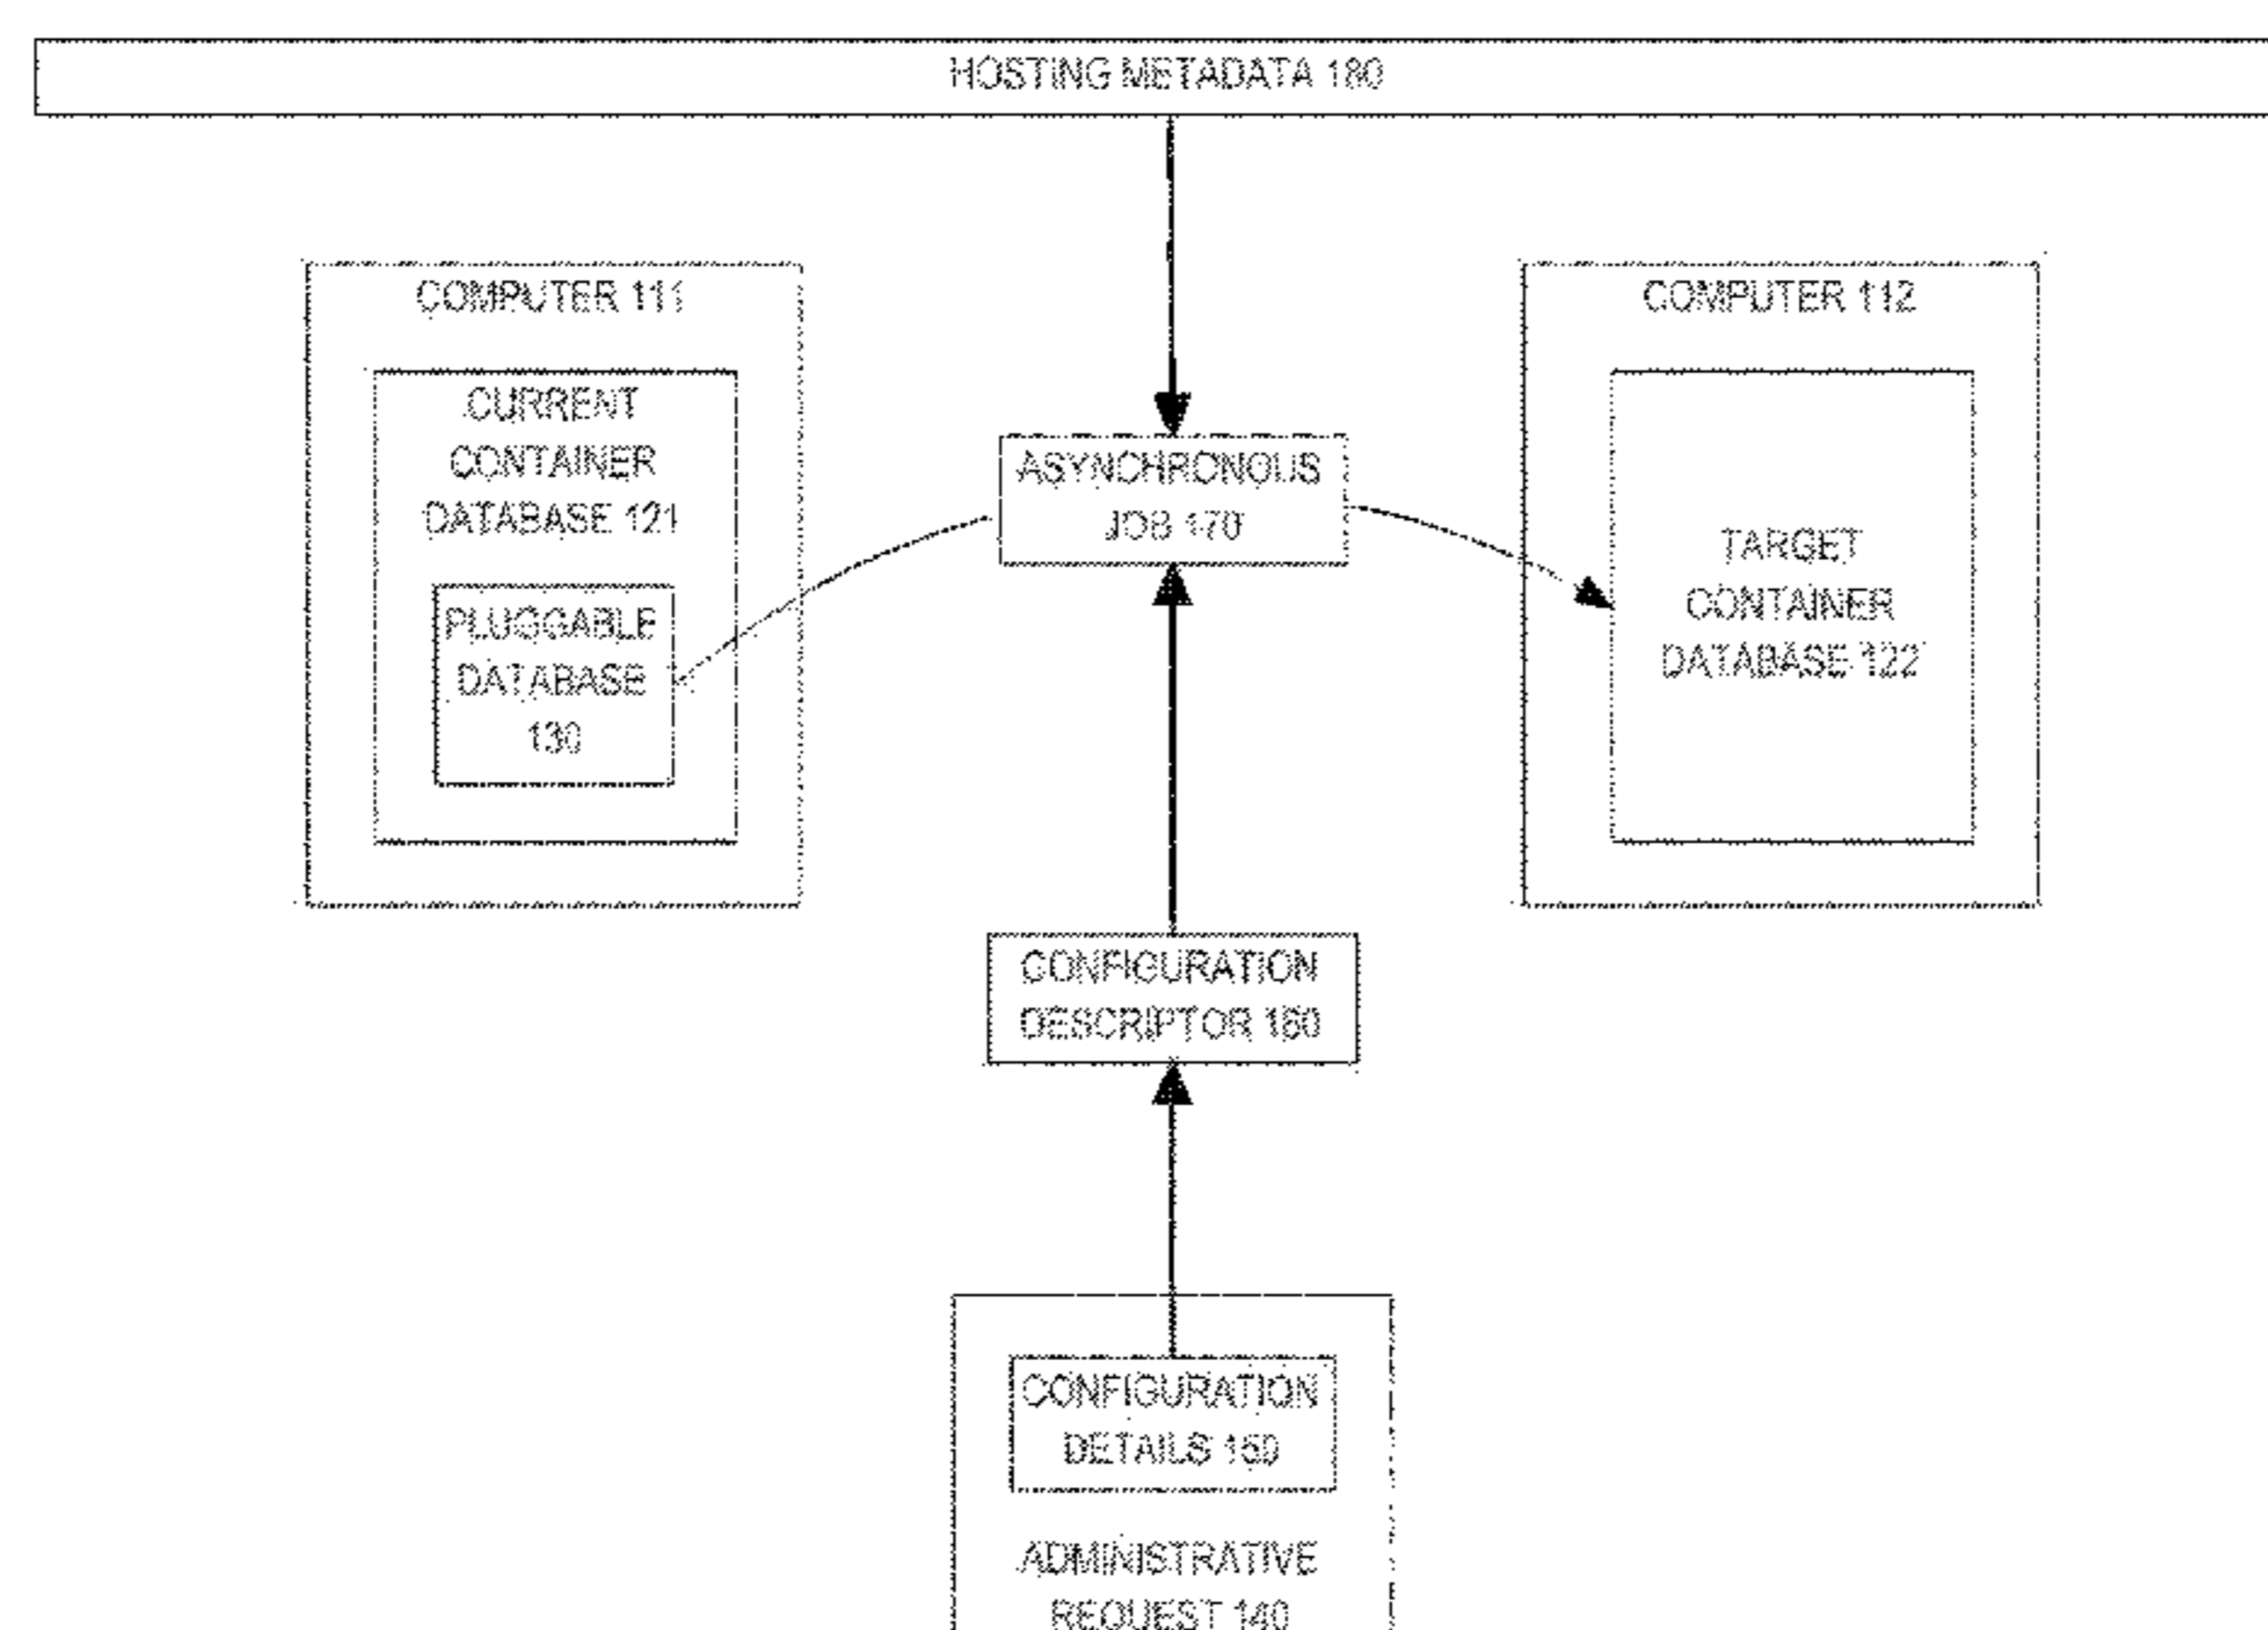 HOSTING METADATA 180
COMPUTER 111
CURRENT
CONTAINER
DATABASE 121
PLUGGABLE
DATABASE
130
ASYNCHRONOUS
JOB 170
COMPUTER 112
TARGET
CONTAINER
DATABASE 122
CONFIGURATION
DESCRIPTOR 160
CONFIGURATION
DETAILS 150
ADMINISTRATIVE
REQUEST 140